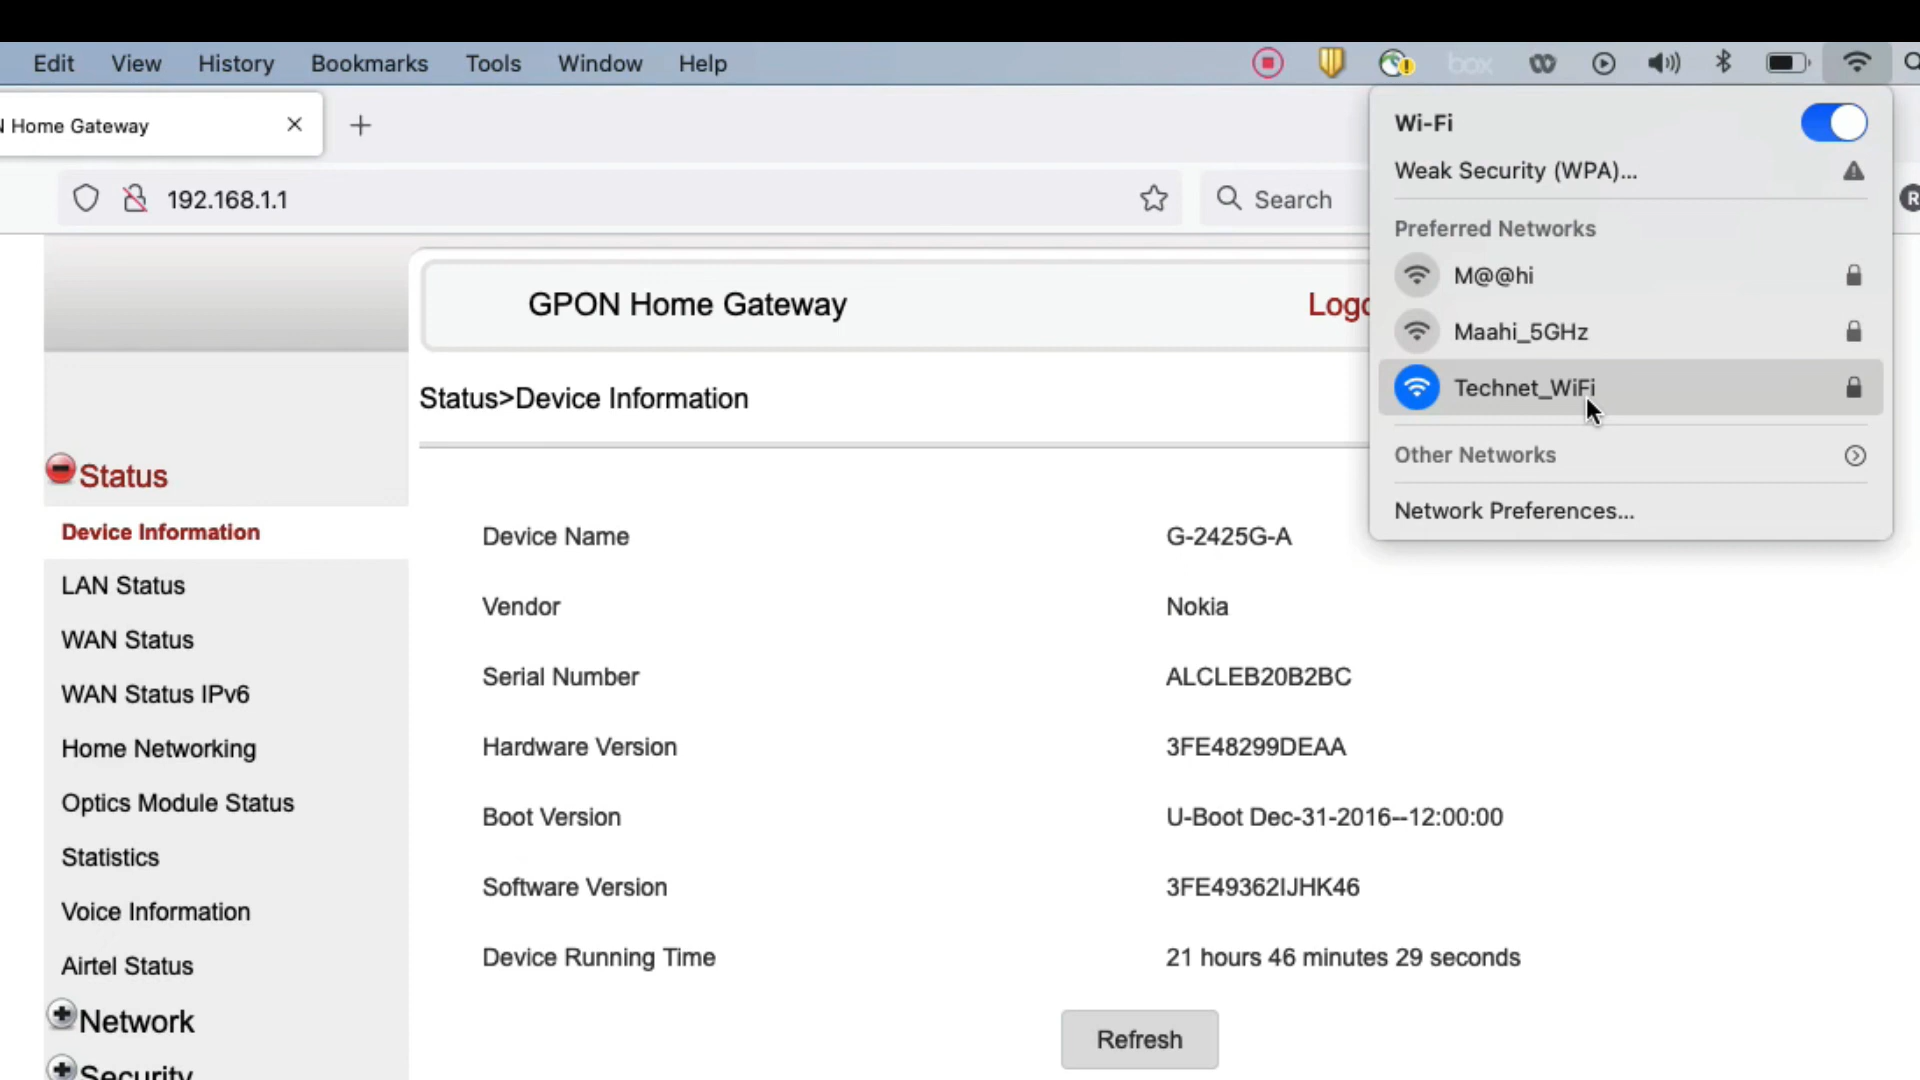 Edit View History Bookmarks Tools Window Help
box
Home Gateway
192.168.1.1
Search
Wi-Fi
Weak Security (WPA)...
Preferred Networks
M@@hi
Maahi_5GHz
Technet_WiFi
Other Networks
Network Preferences...
GPON Home Gateway
Status>Device Information
Status
Device Information
LAN Status
WAN Status
WAN Status IPv6
Home Networking
Optics Module Status
Statistics
Voice Information
Airtel Status
Network
Security
Device Name G-2425G-A
Vendor Nokia
Serial Number ALCLEB20B2BC
Hardware Version 3FE48299DEAA
Boot Version U-Boot Dec-31-2016--12:00:00
Software Version 3FE49362IJHK46
Device Running Time 21 hours 46 minutes 29 seconds
Refresh